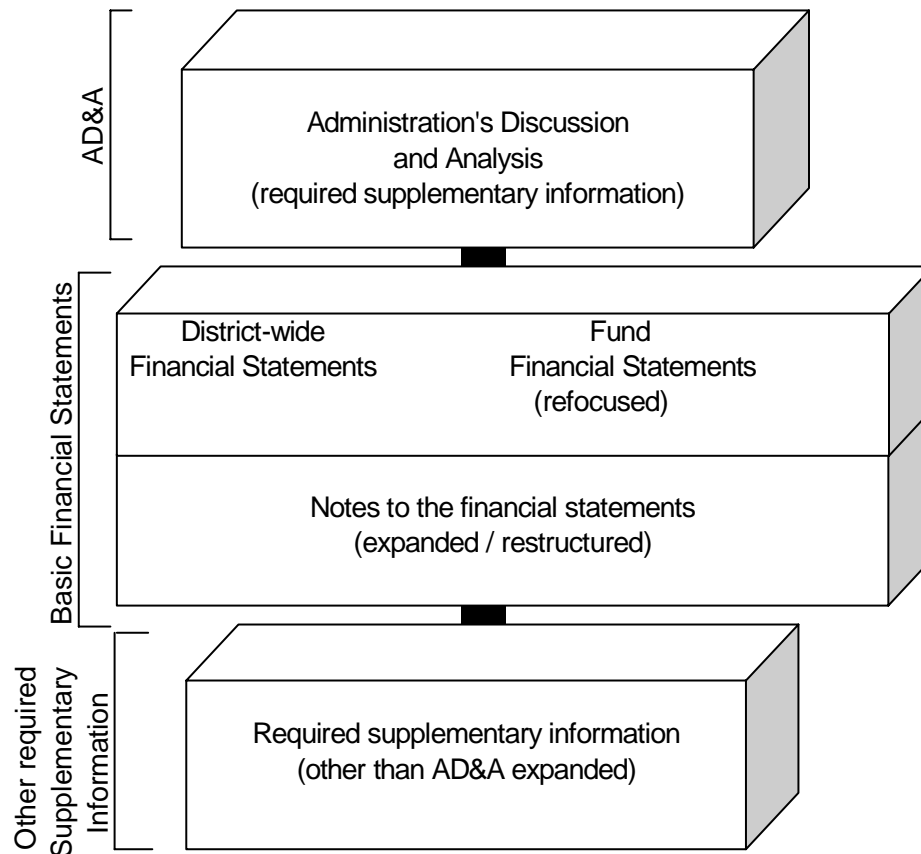 AD&A
Administration's Discussion
and Analysis
(required supplementary information)
Basic Financial Statements
District-wide
Financial Statements
Fund
Financial Statements
(refocused)
Notes to the financial statements
(expanded / restructured)
Other required
Supplementary
Information
Required supplementary information
(other than AD&A expanded)